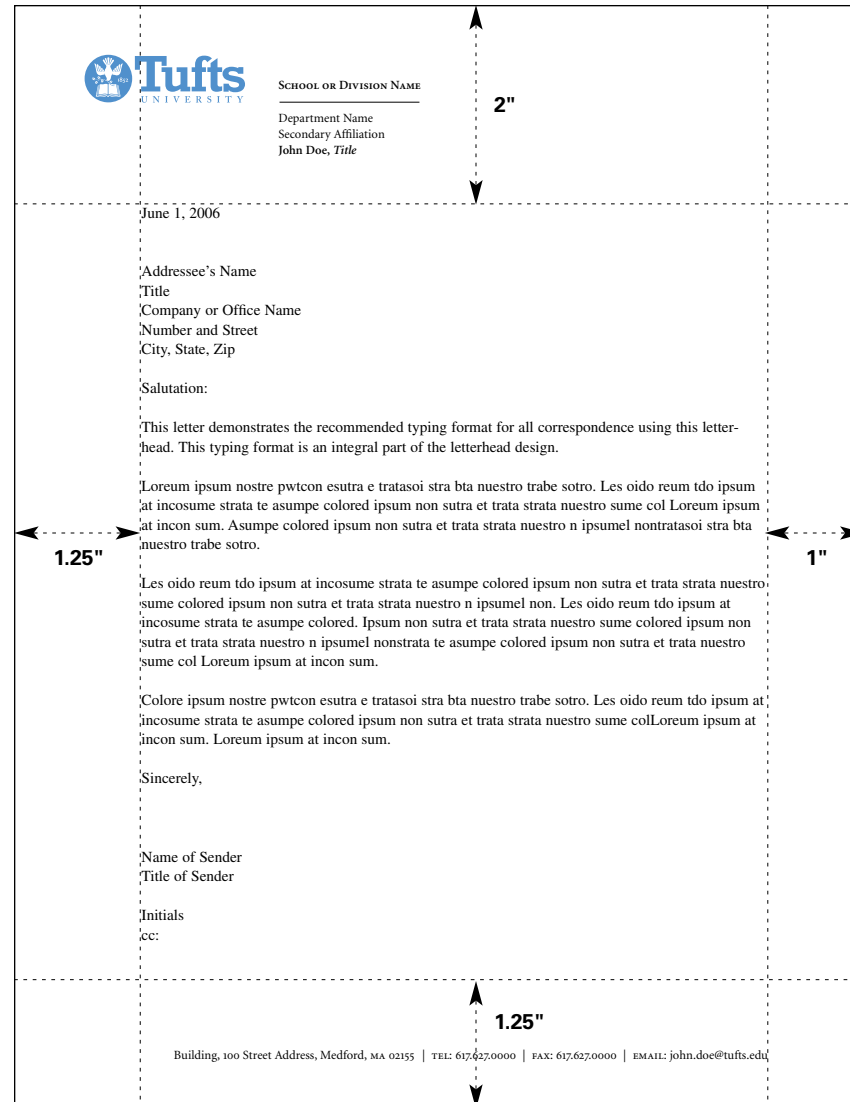 1852
Tufts
UNIVERSITY
SCHOOL OR DIVISION NAME
Department Name
Secondary Affiliation
John Doe, Title
2"
June 1, 2006
Addressee’s Name
Title
Company or Office Name
Number and Street
City, State, Zip
Salutation:
This letter demonstrates the recommended typing format for all correspondence using this letter-
head. This typing format is an integral part of the letterhead design.
Loreum ipsum nostre pwtcon esutra e tratasoi stra bta nuestro trabe sotro. Les oido reum tdo ipsum
at incosume strata te asumpe colored ipsum non sutra et trata strata nuestro sume col Loreum ipsum
at incon sum. Asumpe colored ipsum non sutra et trata strata nuestro n ipsumel nontratasoi stra bta
nuestro trabe sotro.
1.25"
1"
Les oido reum tdo ipsum at incosume strata te asumpe colored ipsum non sutra et trata strata nuestro
sume colored ipsum non sutra et trata strata nuestro n ipsumel non. Les oido reum tdo ipsum at
incosume strata te asumpe colored. Ipsum non sutra et trata strata nuestro sume colored ipsum non
sutra et trata strata nuestro n ipsumel nonstrata te asumpe colored ipsum non sutra et trata nuestro
sume col Loreum ipsum at incon sum.
Colore ipsum nostre pwtcon esutra e tratasoi stra bta nuestro trabe sotro. Les oido reum tdo ipsum at
incosume strata te asumpe colored ipsum non sutra et trata strata nuestro sume colLoreum ipsum at
incon sum. Loreum ipsum at incon sum.
Sincerely,
Name of Sender
Title of Sender
Initials
cc:
1.25"
Building, 100 Street Address, Medford, MA 02155 | TEL: 617.627.0000 | FAX: 617.627.0000 | EMAIL: john.doe@tufts.edu